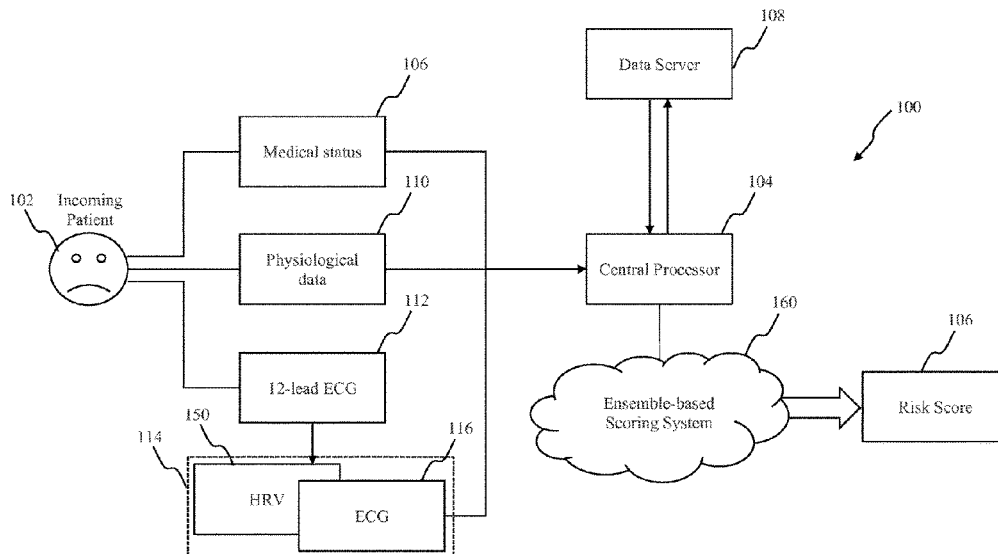 108
Data Server
106
100
Medical status
102
Incoming
Patient
110
104
Physiological
data
Central Processor
112
160
106
12-lead ECG
Ensemble-based
Scoring System
Risk Score
150
114
116
HRV
ECG